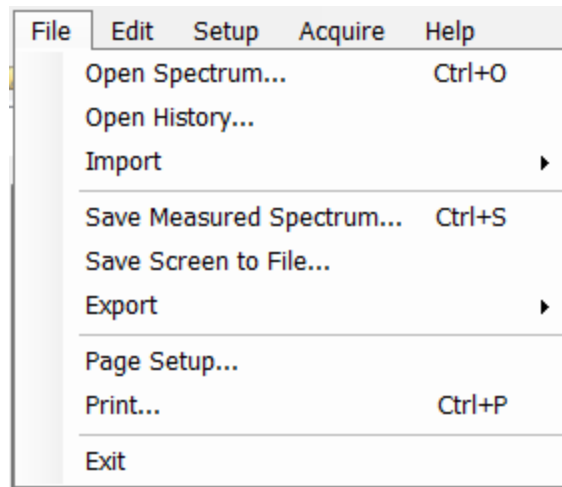 File Edit Setup Acquire Help
Open Spectrum... Ctrl+O
Open History...
Import
Save Measured Spectrum... Ctrl+S
Save Screen to File...
Export
Page Setup...
Print... Ctrl+P
Exit